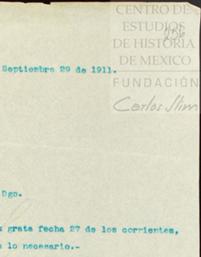 CENTRO DE
ESTUDIOS
DE HISTORIA
DE MEXICO
FUNDACIÓN
Carlos Slim
Septiembre 29 de 1911.
Dgo.
grata fecha 27 de los corrientes,
lo necesario.-